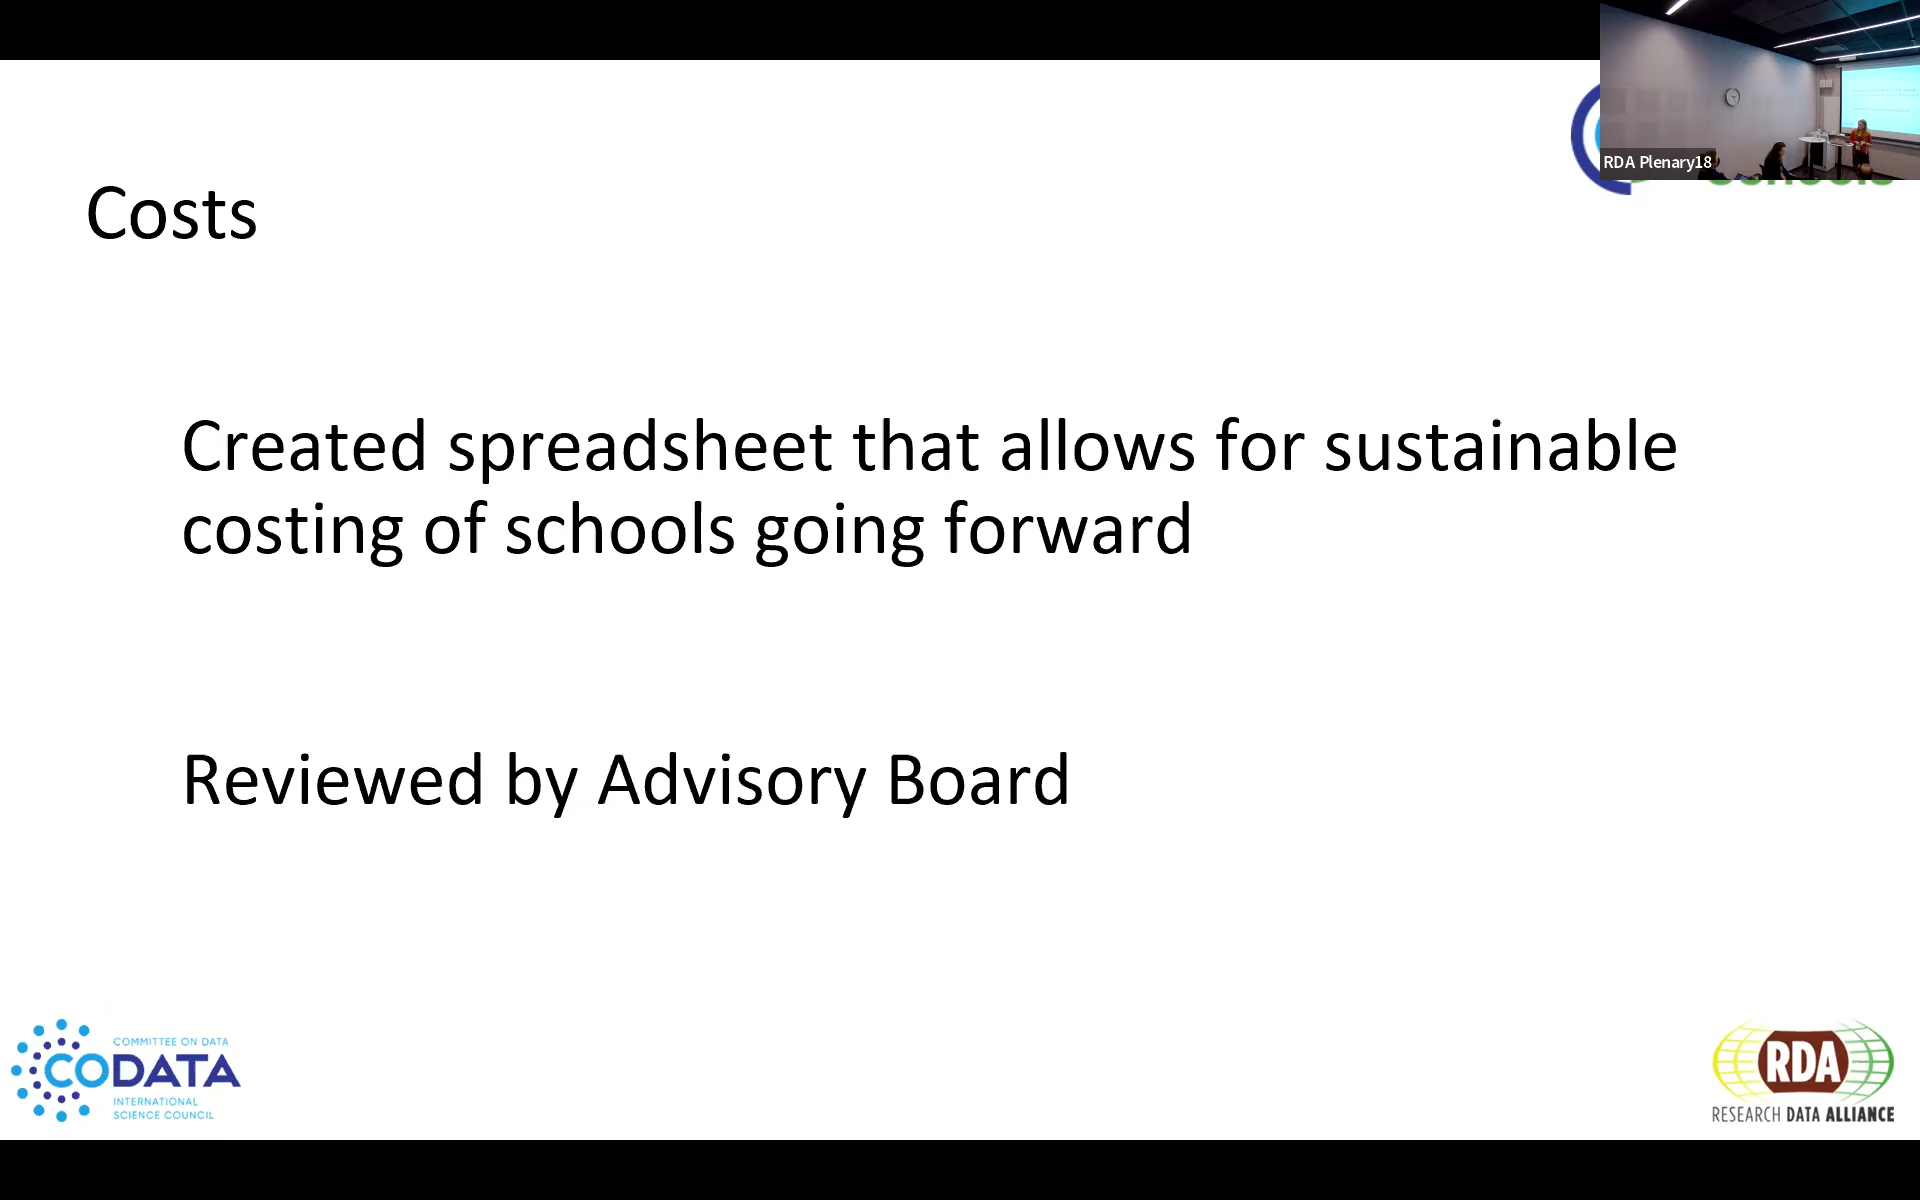 RDA Plenary18
Costs
Created spreadsheet that allows for sustainable
costing of schools going forward
Reviewed by Advisory Board
COMMITTEE ON DATA
CODATA
INTERNATIONAL
SCIENCE COUNCIL
RDA
RESEARCH DATA ALLIANCE